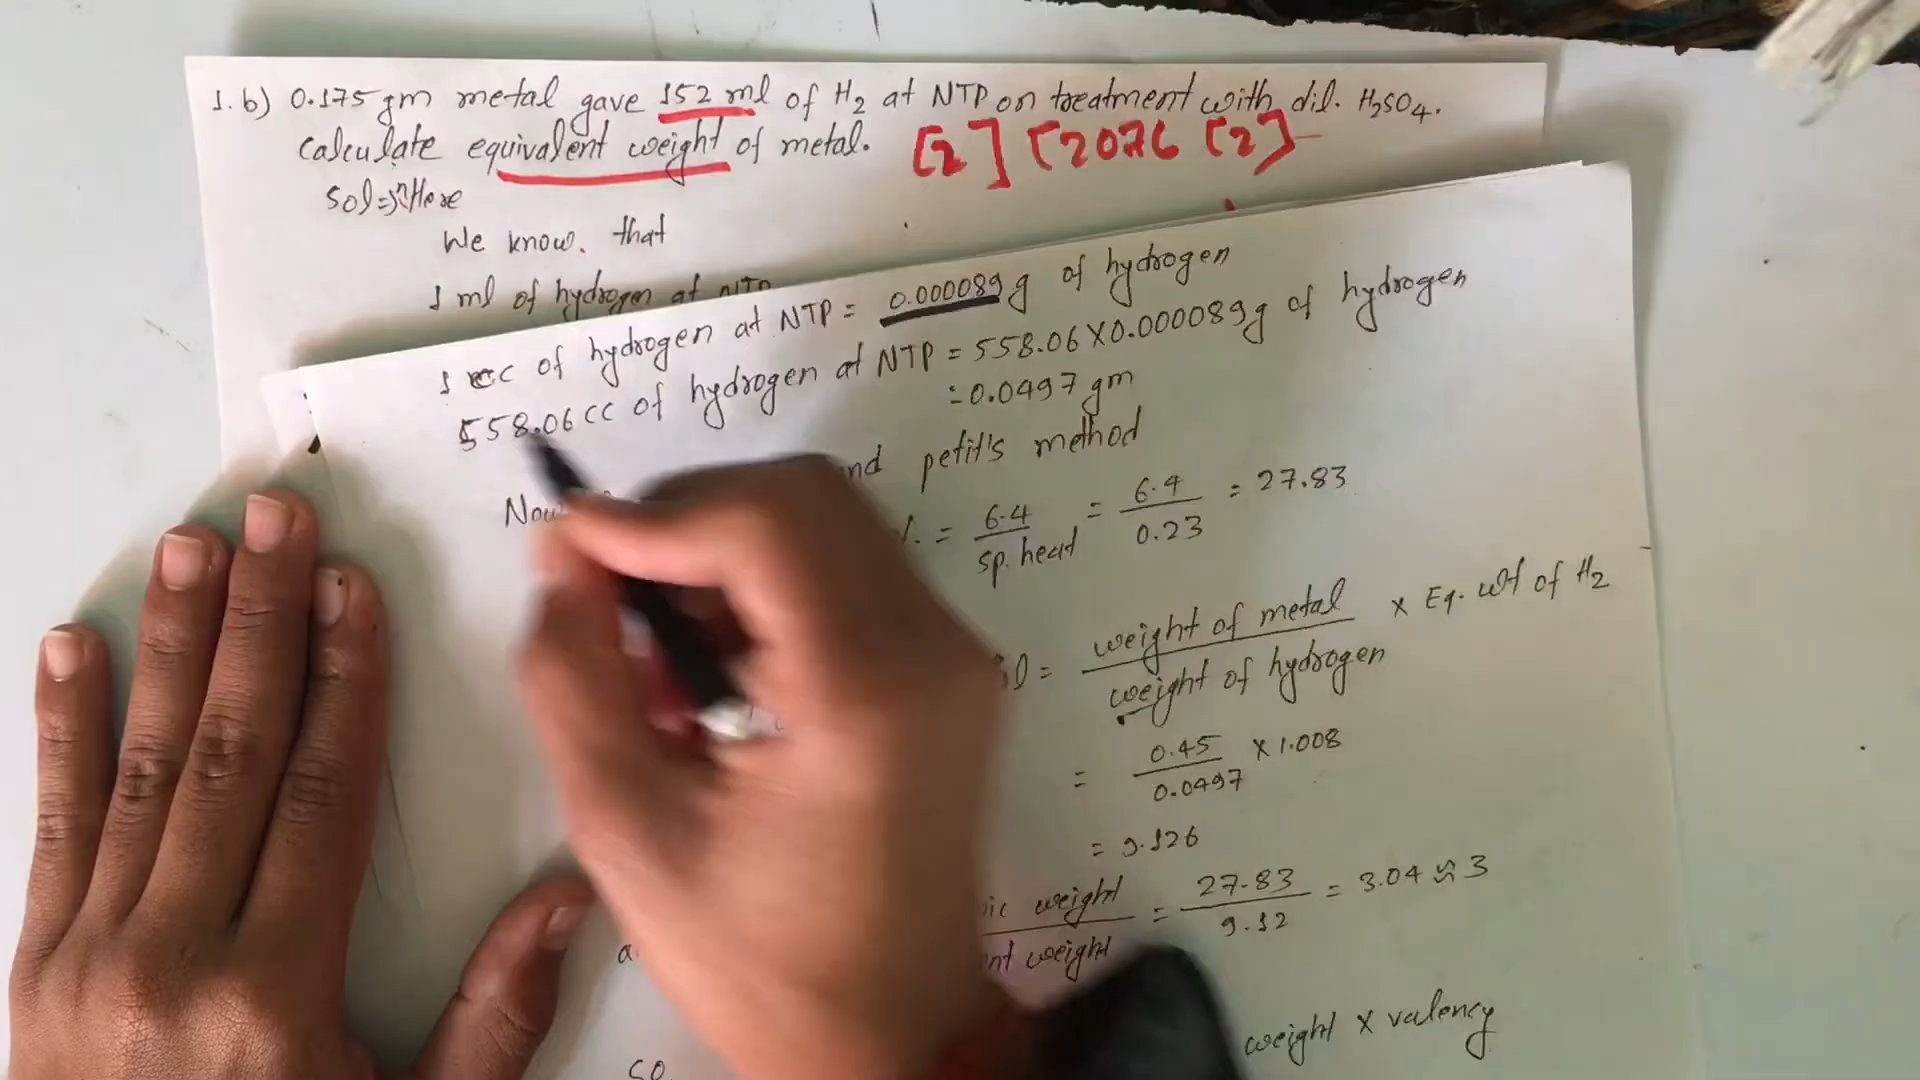 1.b) 0.175 gm metal gave 152 ml of H2 at NTP on treatment with dil. H2SO4.
calculate equivalent weight of metal. [2] [2076 [2]
Sol=> Here
We know. that
1 ml of hydrogen at NTP
1 cc of hydrogen at NTP = 0.000089 g of hydrogen
558.06 cc of hydrogen at NTP = 558.06 X 0.000089 g of hydrogen
= 0.0497 gm
Now petit's method
= 6.4 / sp. heat = 6.4 / 0.23 = 27.83
= weight of metal / weight of hydrogen x Eq. wt of H2
= 0.45 / 0.0497 X 1.008
= 9.126
weight / weight = 27.83 / 9.12 = 3.04 ≈ 3
weight X valency
so